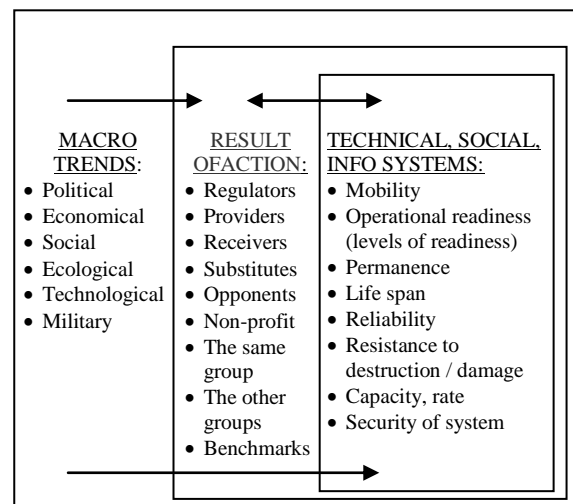 MACRO
TRENDS:
• Political
• Economical
• Social
• Ecological
• Technological
• Military
RESULT
OFACTION:
• Regulators
• Providers
• Receivers
• Substitutes
• Opponents
• Non-profit
• The same
group
• The other
groups
• Benchmarks
TECHNICAL, SOCIAL,
INFO SYSTEMS:
• Mobility
• Operational readiness
(levels of readiness)
• Permanence
• Life span
• Reliability
• Resistance to
destruction / damage
• Capacity, rate
• Security of system